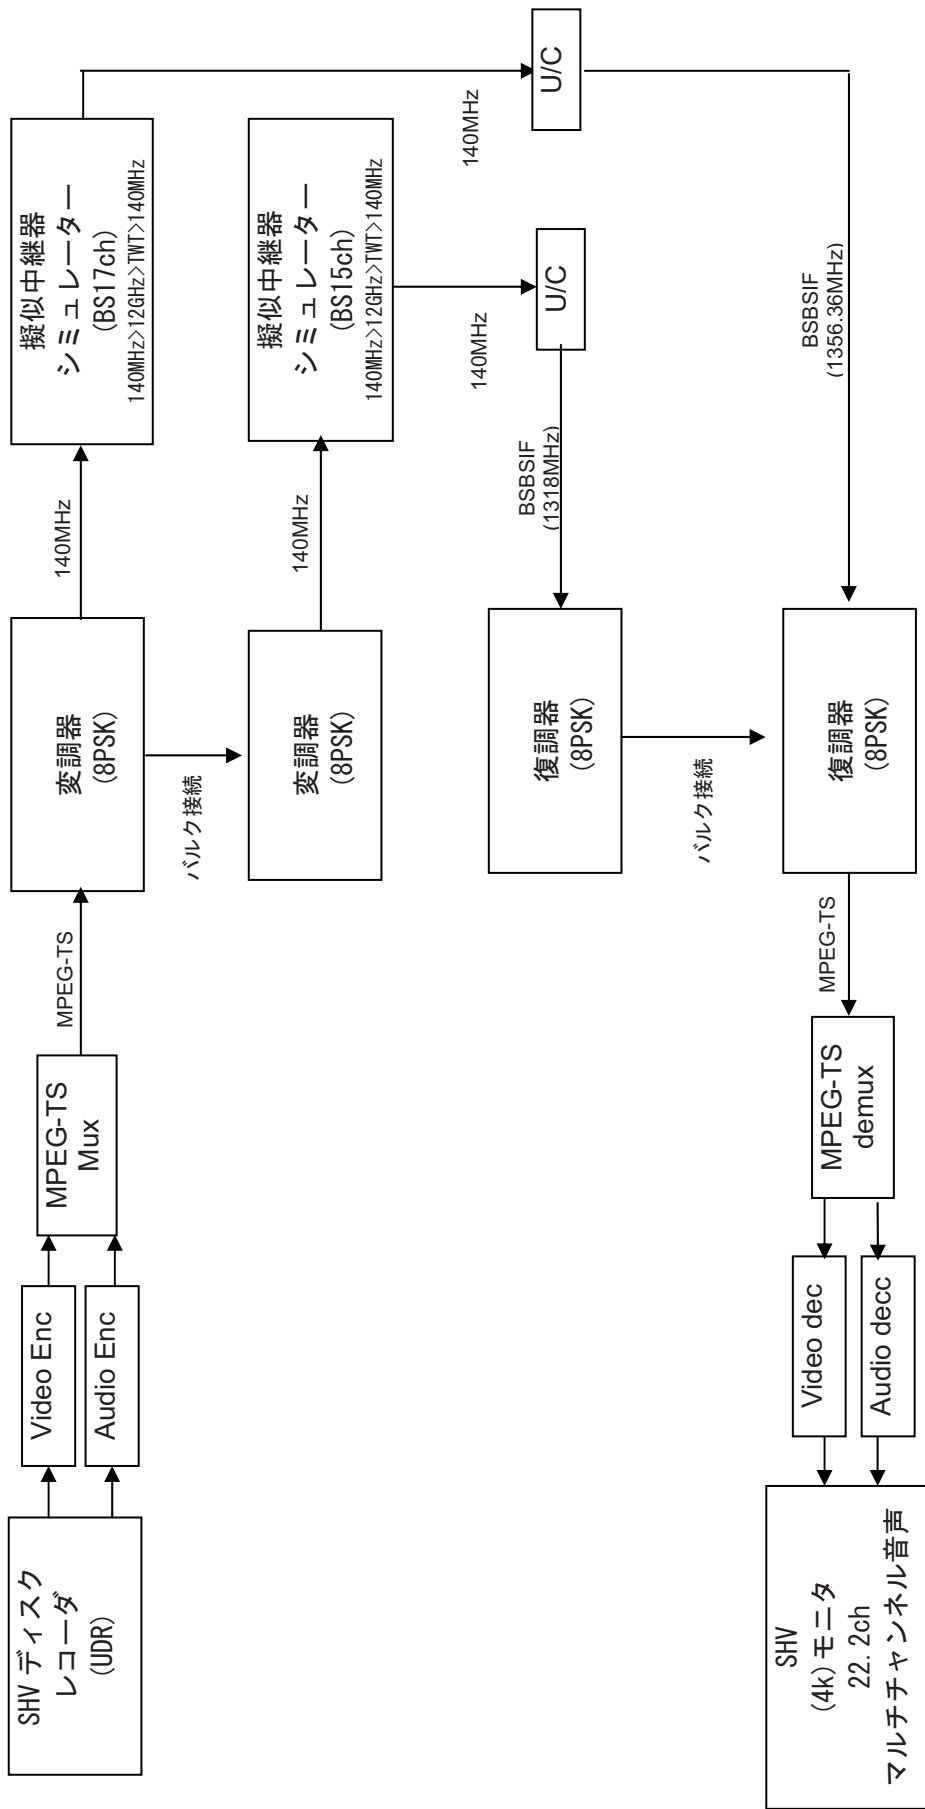 SHV ディスク
レコーダ
(UDR)
Video Enc
Audio Enc
MPEG-TS
Mux
MPEG-TS
変調器
(8PSK)
140MHz
擬似中継器
シミュレーター
(BS17ch)
140MHz>12GHz>TWT>140MHz
バルク接続
変調器
(8PSK)
140MHz
擬似中継器
シミュレーター
(BS15ch)
140MHz>12GHz>TWT>140MHz
140MHz
U/C
140MHz
U/C
BSBSIF
(1318MHz)
BSBSIF
(1356.36MHz)
復調器
(8PSK)
バルク接続
復調器
(8PSK)
MPEG-TS
MPEG-TS
demux
Video dec
Audio decc
SHV
(4k)モニタ
22.2ch
マルチチャンネル音声